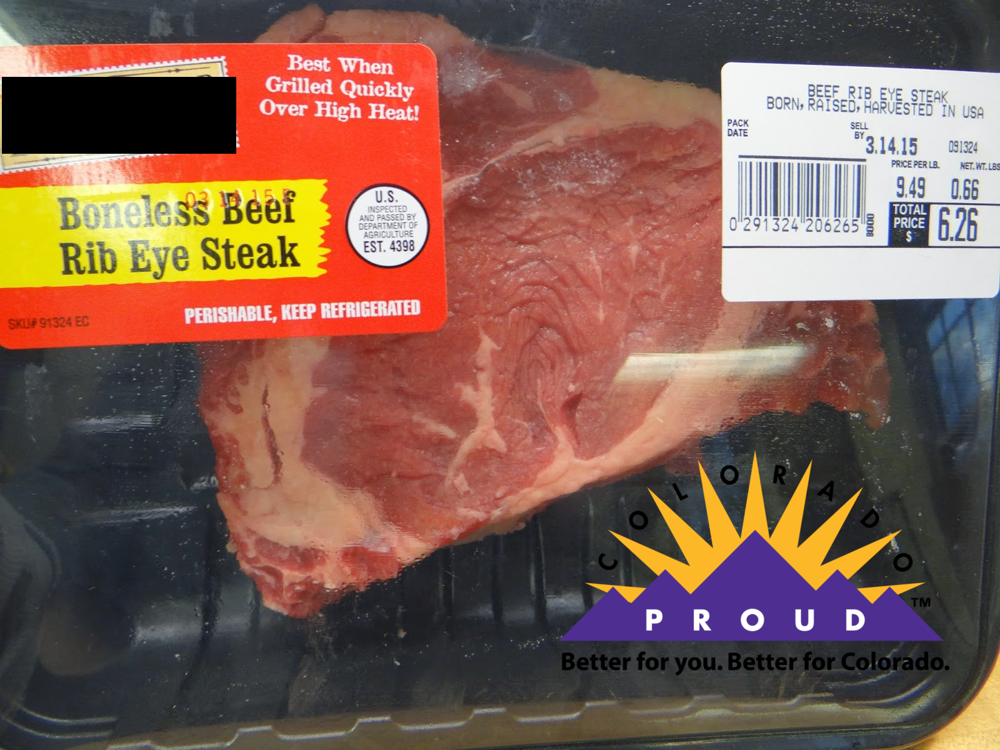 Best When
Grilled Quickly
Over High Heat!
03 14 15
Boneless Beef
Rib Eye Steak
U.S.
INSPECTED
AND PASSED BY
DEPARTMENT OF
AGRICULTURE
EST. 4398
SKU# 91324 EC
PERISHABLE, KEEP REFRIGERATED
BEEF RIB EYE STEAK
BORN, RAISED, HARVESTED IN USA
PACK
DATE
SELL
BY 3.14.15
091324
PRICE PER LB.
NET. WT. LBS
9.49
0.66
TOTAL
PRICE
$
6.26
0 291324 206265
COLORADO
PROUD
TM
Better for you. Better for Colorado.